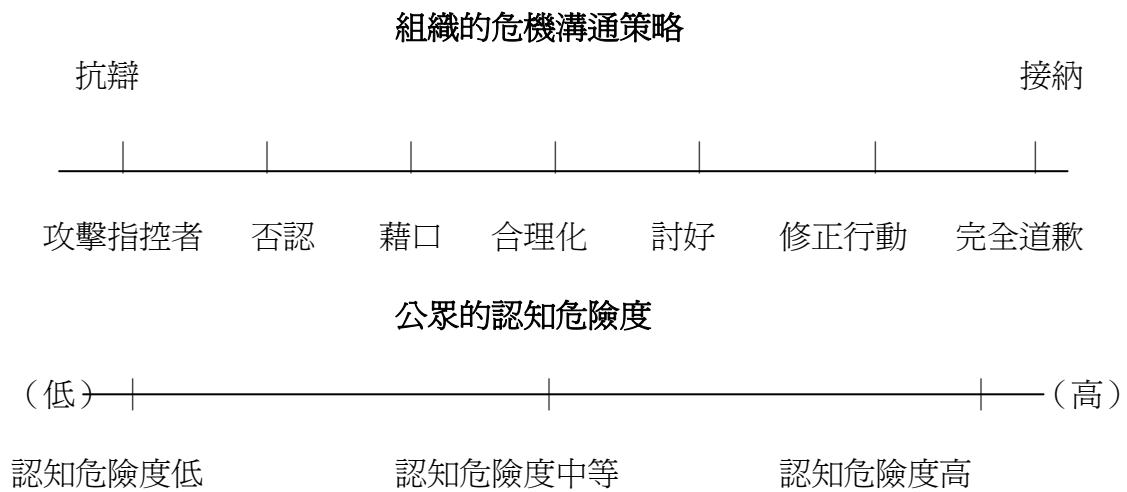 組織的危機溝通策略
抗辯 接納
攻擊指控者 否認 藉口 合理化 討好 修正行動 完全道歉
公眾的認知危險度
（低） （高）
認知危險度低 認知危險度中等 認知危險度高